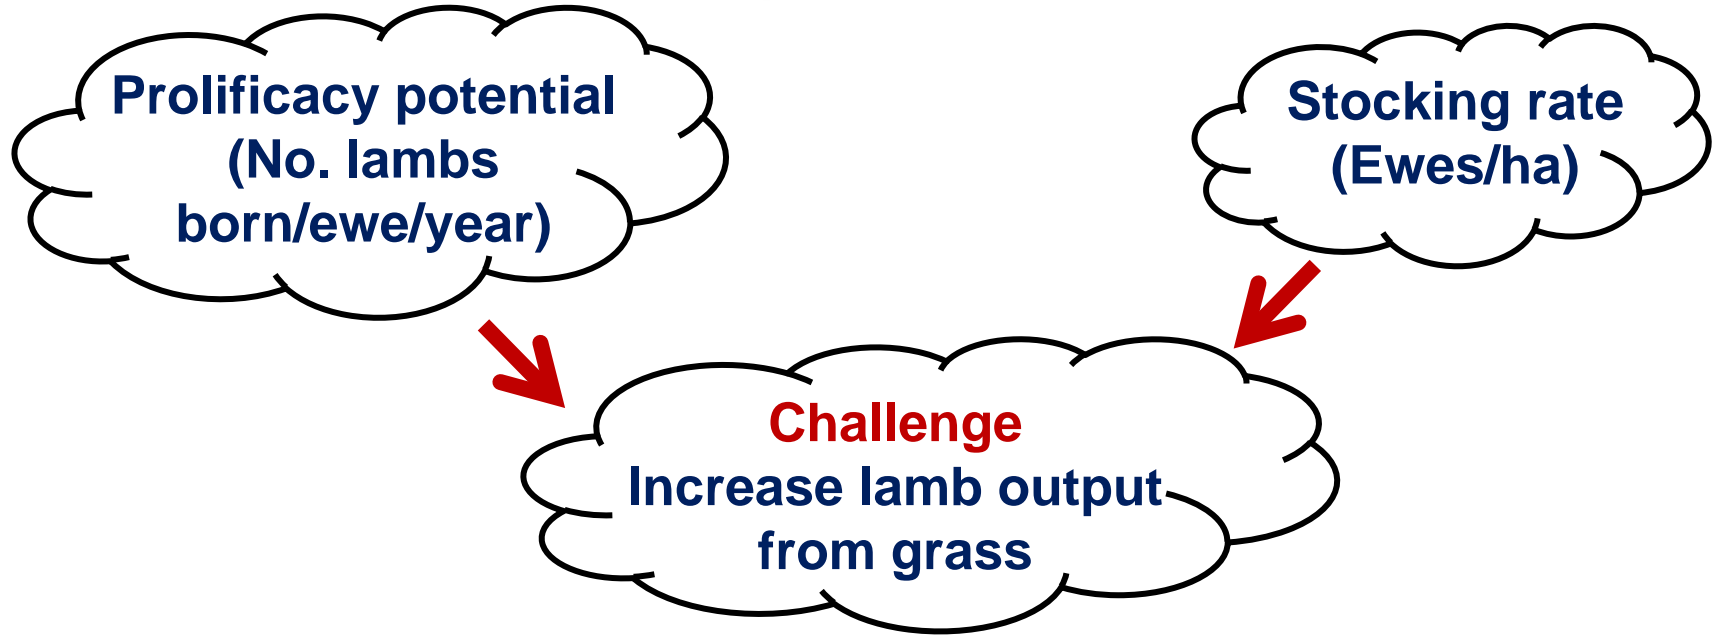 Prolificacy potential
(No. lambs
born/ewe/year)
Stocking rate
(Ewes/ha)
Challenge
Increase lamb output
from grass